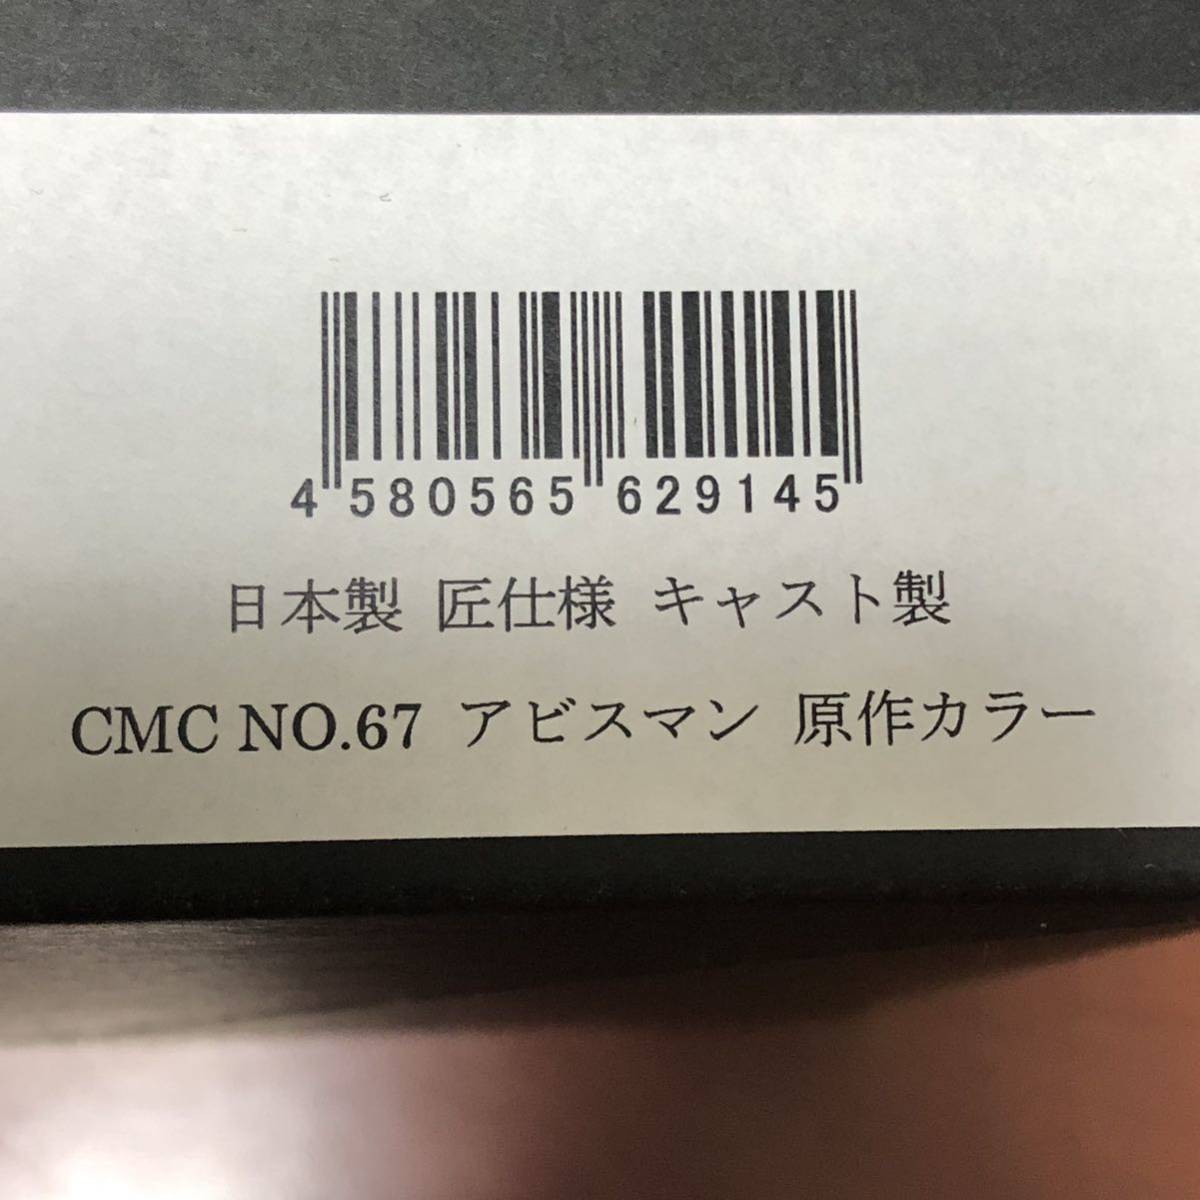 4 580565 629145
日本製 匠仕様 キャスト製
CMC NO.67 アビスマン 原作カラー